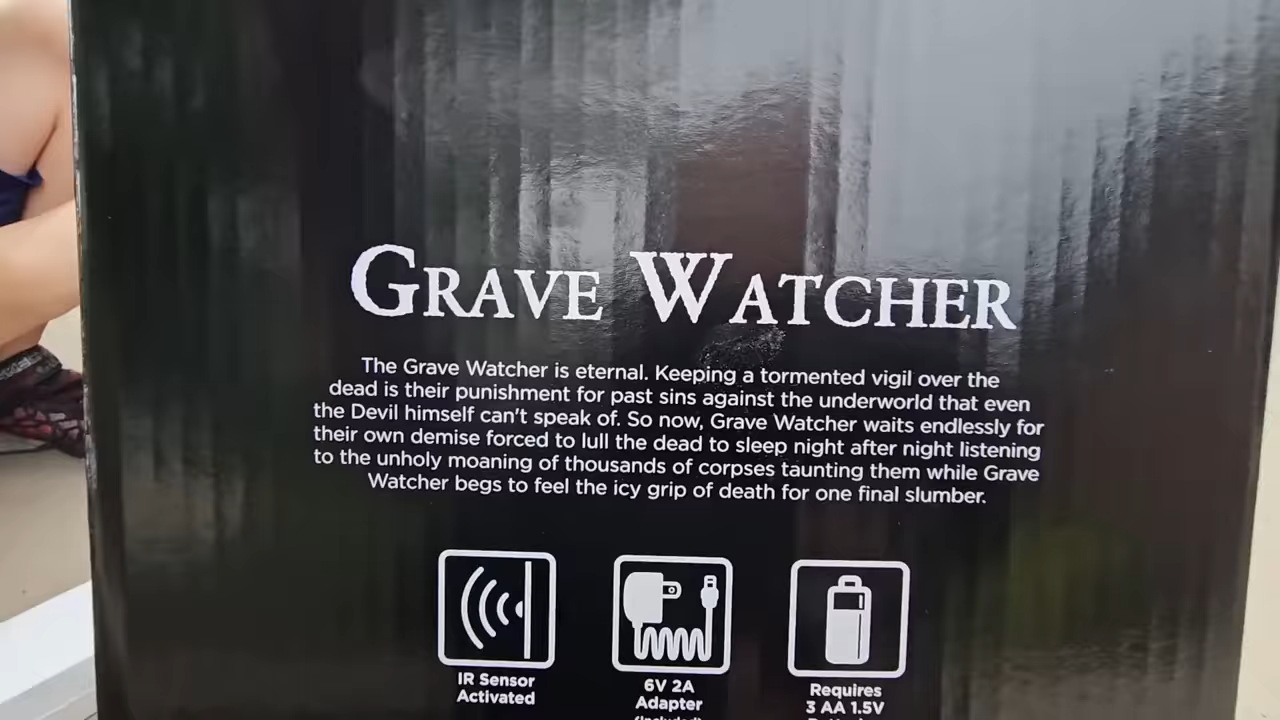 GRAVE WATCHER
The Grave Watcher is eternal. Keeping a tormented vigil over the
dead is their punishment for past sins against the underworld that even
the Devil himself can't speak of. So now, Grave Watcher waits endlessly for
their own demise forced to lull the dead to sleep night after night listening
to the unholy moaning of thousands of corpses taunting them while Grave
Watcher begs to feel the icy grip of death for one final slumber.
IR Sensor
Activated
6V 2A
Adapter
Requires
3 AA 1.5V